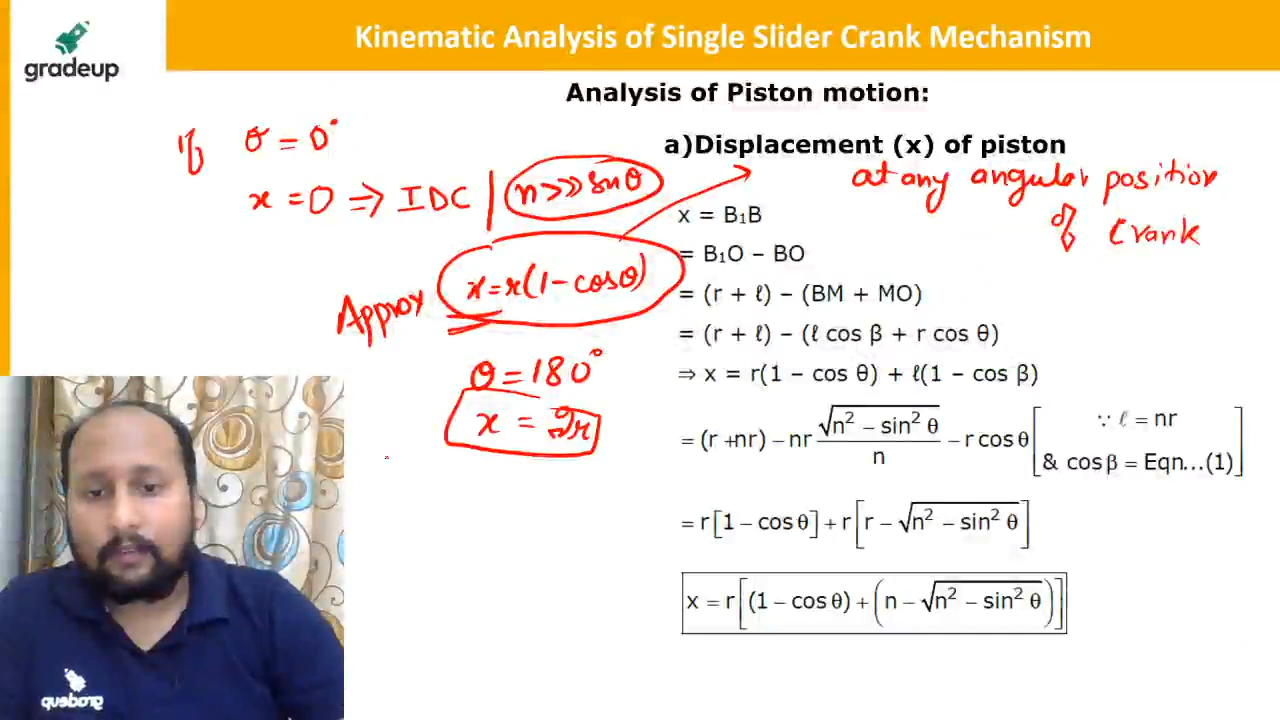 Kinematic Analysis of Single Slider Crank Mechanism
gradeup
Analysis of Piston motion:
a)Displacement (x) of piston
at any angular position
of Crank
If θ = 0°
x = 0 ⇒ IDC | n >>> sinθ
Approx x = r(1 - cosθ)
θ = 180°
x = 2r
x = B₁B
= B₁O – BO
= (r + ℓ) – (BM + MO)
= (r + ℓ) – (ℓ cos β + r cos θ)
⇒ x = r(1 – cos θ) + ℓ(1 – cos β)
= (r +nr) – nr √(n² – sin² θ) / n – r cos θ [∵ ℓ = nr
& cos β = Eqn...(1)]
= r[1 – cos θ] + r[r – √(n² – sin² θ)]
x = r[(1 – cos θ) + (n – √(n² – sin² θ))]
gradeup